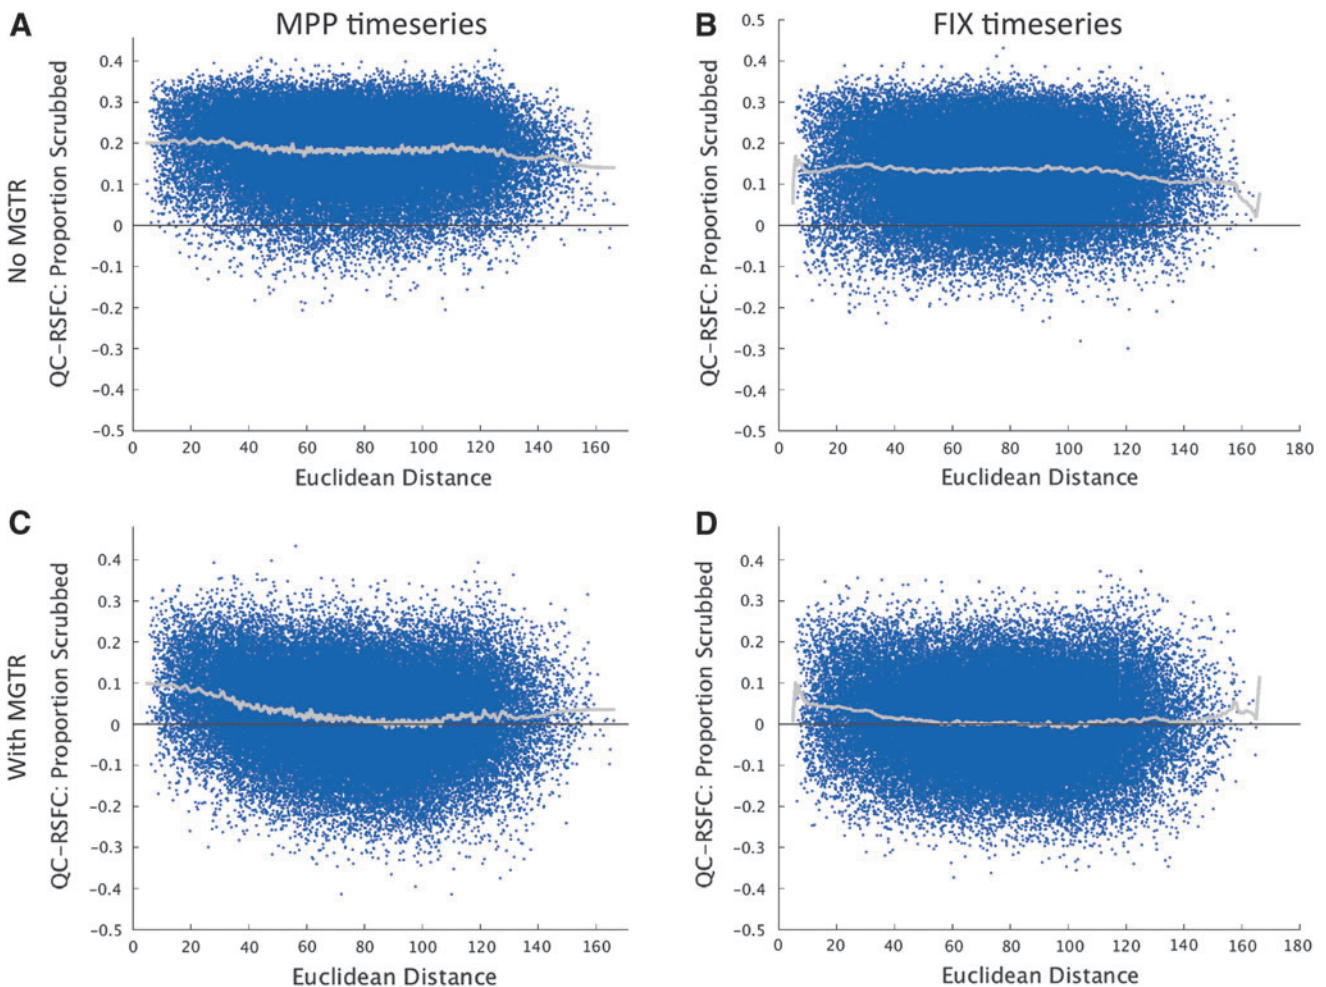 A
MPP timeseries
No MGTR
QC−RSFC: Proportion Scrubbed
0.4
0.3
0.2
0.1
0
−0.1
−0.2
−0.3
−0.4
−0.5
0 20 40 60 80 100 120 140 160
Euclidean Distance
B
FIX timeseries
QC−RSFC: Proportion Scrubbed
0.5
0.4
0.3
0.2
0.1
0
−0.1
−0.2
−0.3
−0.4
−0.5
0 20 40 60 80 100 120 140 160 180
Euclidean Distance
C
With MGTR
QC−RSFC: Proportion Scrubbed
0.4
0.3
0.2
0.1
0
−0.1
−0.2
−0.3
−0.4
−0.5
0 20 40 60 80 100 120 140 160
Euclidean Distance
D
QC−RSFC: Proportion Scrubbed
0.4
0.3
0.2
0.1
0
−0.1
−0.2
−0.3
−0.4
−0.5
0 20 40 60 80 100 120 140 160 180
Euclidean Distance